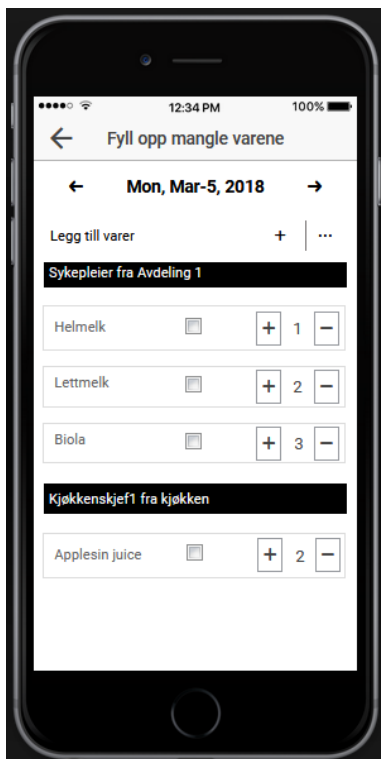 12:34 PM 100%
Fyll opp mangle varene
Mon, Mar-5, 2018
Legg till varer + ...
Sykepleier fra Avdeling 1
Helmelk + 1 −
Lettmelk + 2 −
Biola + 3 −
Kjøkkenskjef1 fra kjøkken
Applesin juice + 2 −